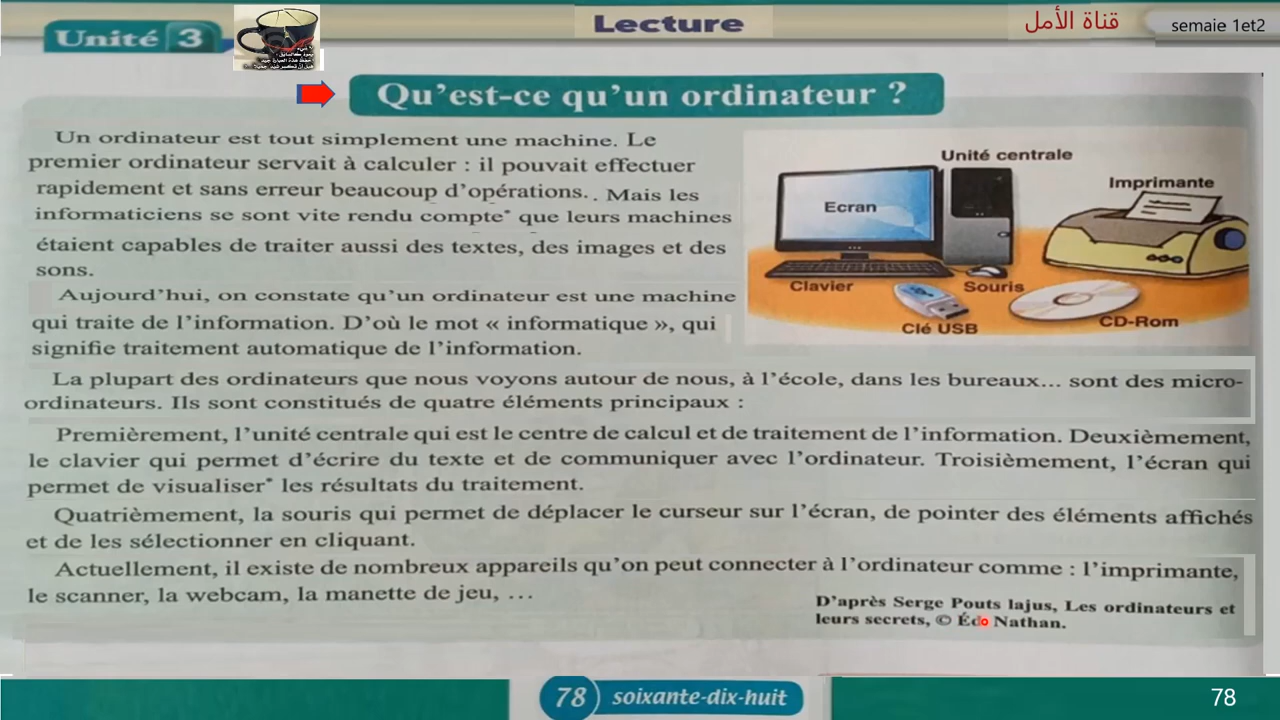 Unité 3
Lecture
قناة الأمل
semaie 1et2
Qu'est-ce qu'un ordinateur ?
Un ordinateur est tout simplement une machine. Le
premier ordinateur servait à calculer : il pouvait effectuer
rapidement et sans erreur beaucoup d'opérations. . Mais les
informaticiens se sont vite rendu compte* que leurs machines
étaient capables de traiter aussi des textes, des images et des
sons.
Aujourd'hui, on constate qu'un ordinateur est une machine
qui traite de l'information. D'où le mot « informatique », qui
signifie traitement automatique de l'information.
Unité centrale
Imprimante
Ecran
Clavier
Souris
Clé USB
CD-Rom
La plupart des ordinateurs que nous voyons autour de nous, à l'école, dans les bureaux... sont des micro-
ordinateurs. Ils sont constitués de quatre éléments principaux :
Premièrement, l'unité centrale qui est le centre de calcul et de traitement de l'information. Deuxièmement,
le clavier qui permet d'écrire du texte et de communiquer avec l'ordinateur. Troisièmement, l'écran qui
permet de visualiser* les résultats du traitement.
Quatrièmement, la souris qui permet de déplacer le curseur sur l'écran, de pointer des éléments affichés
et de les sélectionner en cliquant.
Actuellement, il existe de nombreux appareils qu'on peut connecter à l'ordinateur comme : l'imprimante,
le scanner, la webcam, la manette de jeu, ...
D'après Serge Pouts lajus, Les ordinateurs et
leurs secrets, © Nathan.
78 soixante-dix-huit
78